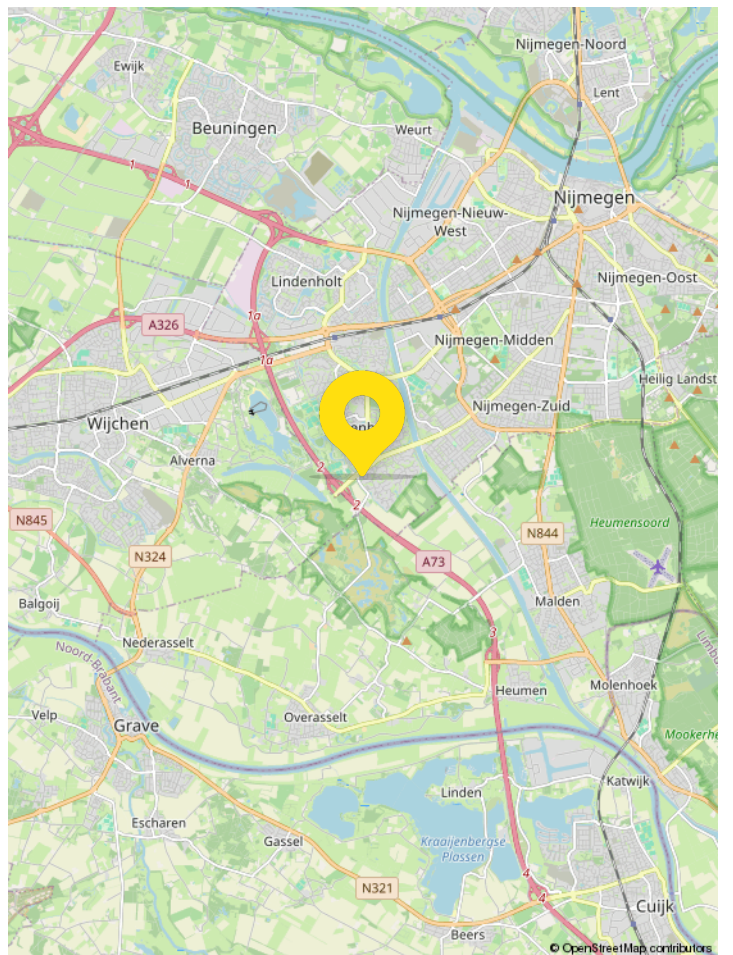 Nijmegen-Noord
Ewijk
Lent
Beuningen
Weurt
1
1
Nijmegen
Nijmegen-Nieuw-
West
Nijmegen-Oost
Lindenholt
1a
A326
Nijmegen-Midden
1a
Heilig Landst
Nijmegen-Zuid
Wijchen
Alverna
2
2
N845
Heumensoord
N844
N324
A73
Balgoij
Malden
3
Nederasselt
Noord-Brabant
Limbu
Molenhoek
Heumen
Velp
Overasselt
Grave
Mookerhe
Katwijk
Linden
Escharen
Gassel
Kraaijenbergse
Plassen
4
N321
4
Cuijk
Beers
© OpenStreetMap contributors